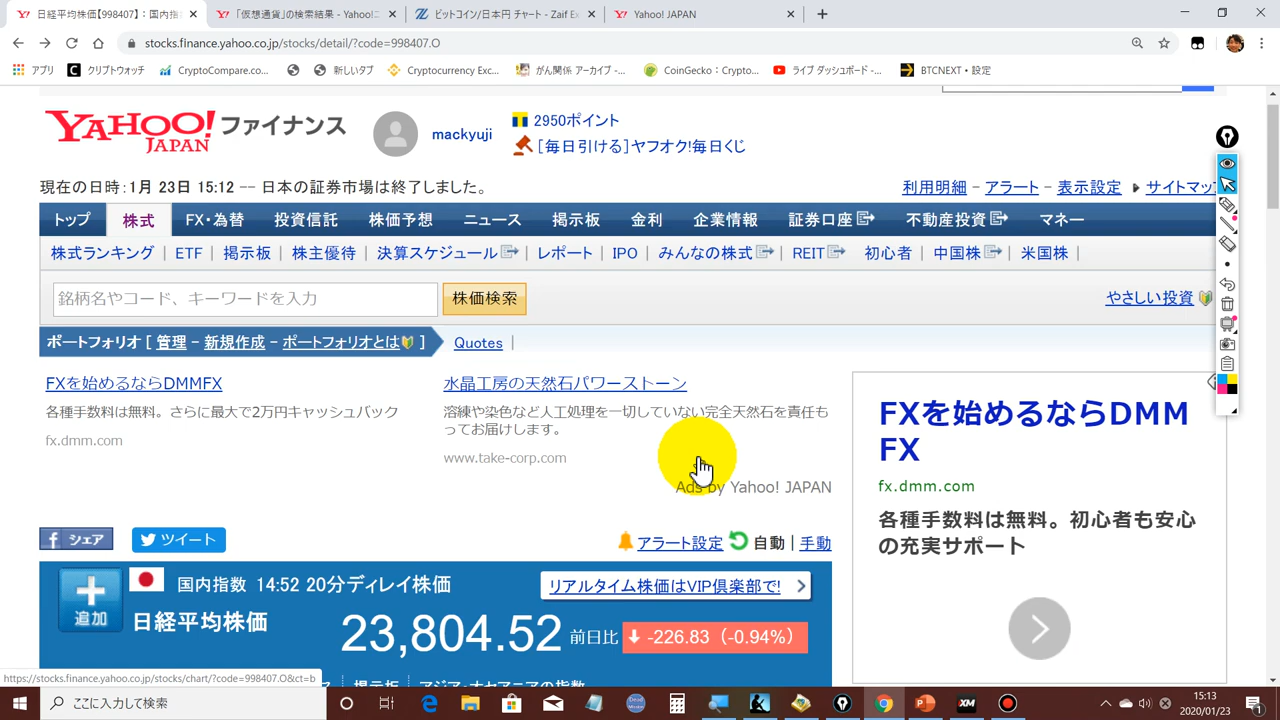 日経平均株価【998407】：国内指
「仮想通貨」の検索結果 - Yahoo!ニ
ビットコイン/日本円 チャート - Zaif Ex
Yahoo! JAPAN
stocks.finance.yahoo.co.jp/stocks/detail/?code=998407.O
アプリ
クリプトウォッチ
CryptoCompare.co...
新しいタブ
Cryptocurrency Exc...
がん関係 アーカイブ -...
CoinGecko：Crypto...
ライブ ダッシュボード -...
BTCNEXT・設定
YAHOO! JAPAN ファイナンス
mackyuji
2950ポイント
[毎日引ける]ヤフオク!毎日くじ
現在の日時：1月 23日 15:12 -- 日本の証券市場は終了しました。
利用明細 - アラート - 表示設定 ▶ サイトマッ
トップ 株式 FX・為替 投資信託 株価予想 ニュース 掲示板 金利 企業情報 証券口座 不動産投資 マネー
株式ランキング | ETF | 掲示板 | 株主優待 | 決算スケジュール | レポート | IPO | みんなの株式 | REIT | 初心者 | 中国株 | 米国株 |
銘柄名やコード、キーワードを入力
株価検索
やさしい投資
ポートフォリオ [ 管理 - 新規作成 - ポートフォリオとは ]
Quotes |
FXを始めるならDMMFX
各種手数料は無料。さらに最大で2万円キャッシュバック
fx.dmm.com
水晶工房の天然石パワーストーン
溶練や染色など人工処理を一切していない完全天然石を責任も
ってお届けします。
www.take-corp.com
Ads by Yahoo! JAPAN
FXを始めるならDMM
FX
fx.dmm.com
各種手数料は無料。初心者も安心
の充実サポート
シェア
ツイート
アラート設定 自動 | 手動
追加
国内指数 14:52 20分ディレイ株価
リアルタイム株価はVIP倶楽部で!
日経平均株価
23,804.52
前日比 -226.83（-0.94%）
掲示板
アジア・オセアニアの指数
https://stocks.finance.yahoo.co.jp/stocks/chart/?code=998407.O&ct=b
ここに入力して検索
XM
15:13
2020/01/23